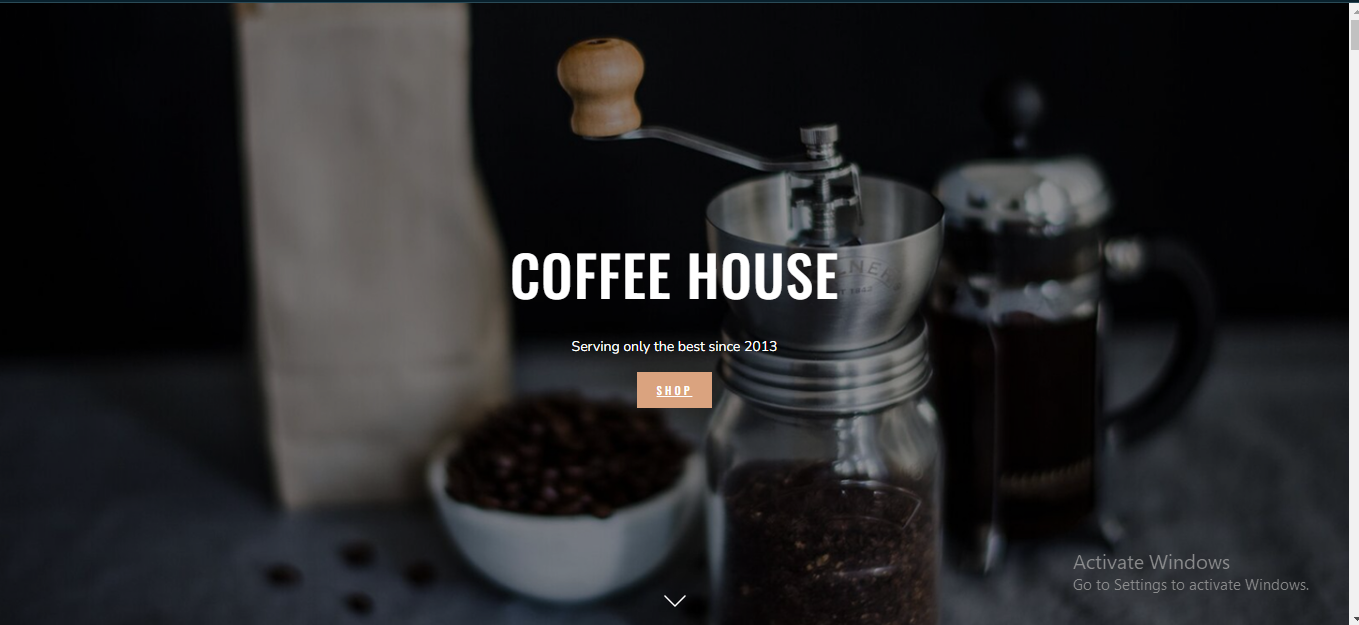 COFFEE HOUSE
Serving only the best since 2013
SHOP
Activate Windows
Go to Settings to activate Windows.